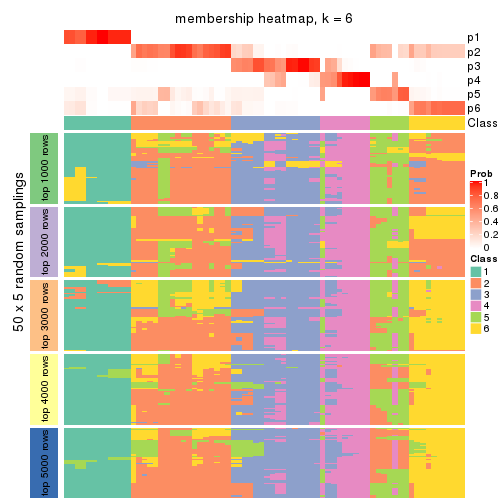 membership heatmap, k = 6
p1
p2
p3
p4
p5
p6
Class
50 x 5 random samplings
top 1000 rows
top 2000 rows
top 3000 rows
top 4000 rows
top 5000 rows
Prob
1
0.8
0.6
0.4
0.2
0
Class
1
2
3
4
5
6